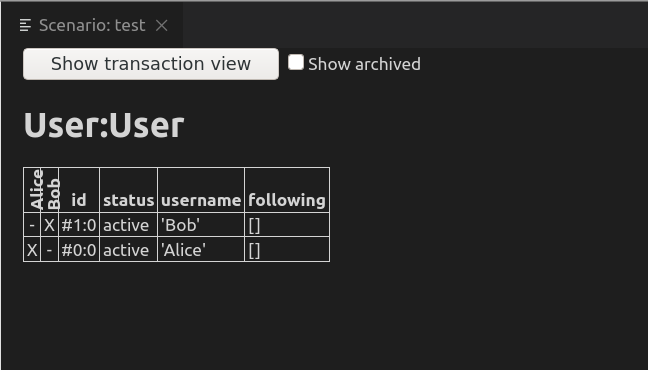 Scenario: test
Show transaction view Show archived
User:User
Alice Bob id status username following
- X #1:0 active 'Bob' []
X - #0:0 active 'Alice' []